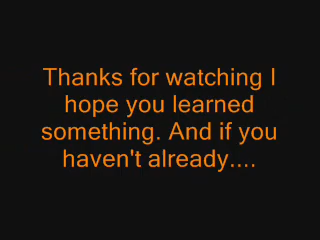 Thanks for watching I
hope you learned
something. And if you
haven't already....